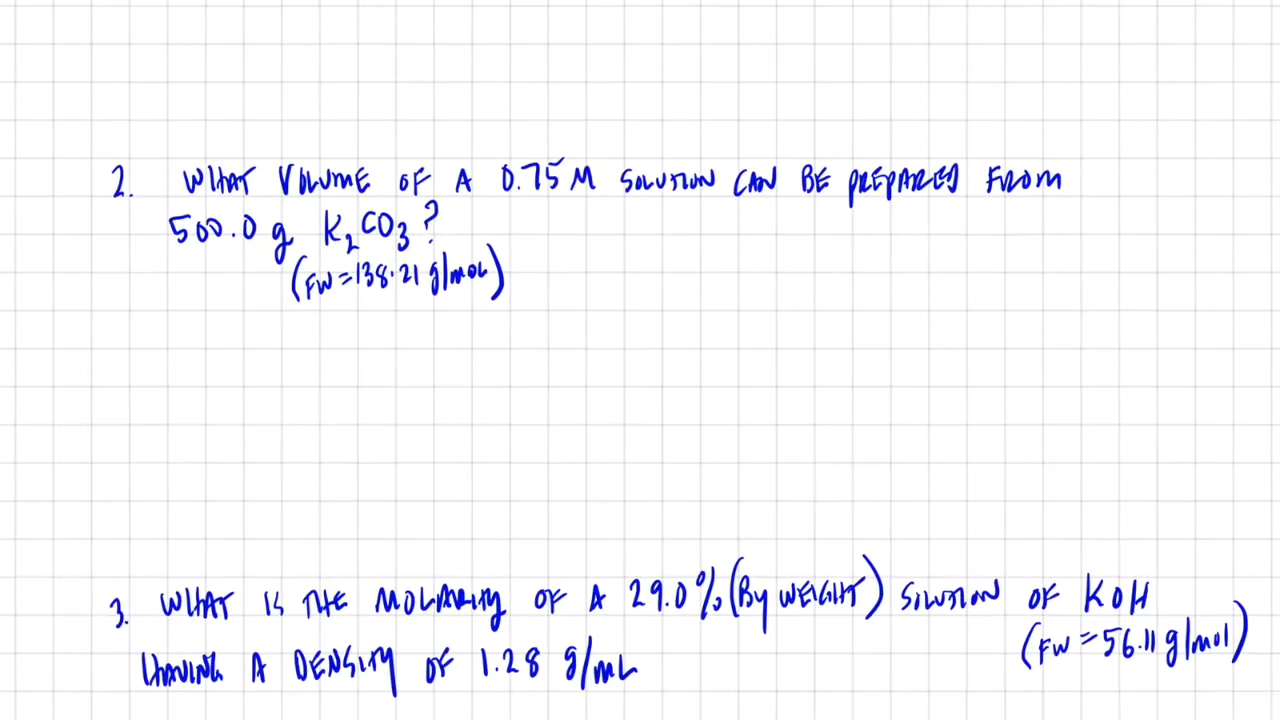 2. WHAT VOLUME OF A 0.75 M SOLUTION CAN BE PREPARED FROM
500.0 g K₂CO₃?
(FW = 138.21 g/mol)
3. WHAT IS THE MOLARITY OF A 29.0% (BY WEIGHT) SOLUTION OF KOH
(FW = 56.11 g/mol)
HAVING A DENSITY OF 1.28 g/mL